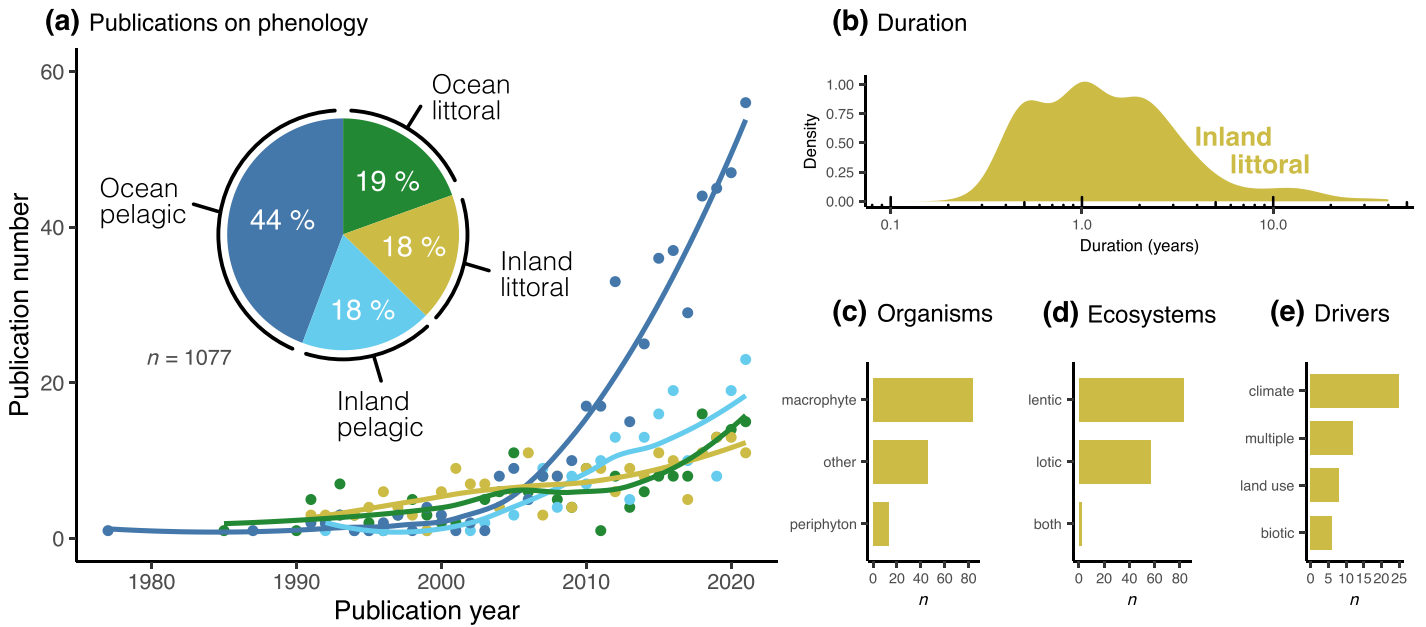 (a) Publications on phenology
Publication number
60
40
20
0
1980
1990
2000
2010
2020
Publication year
Ocean
littoral
Ocean
pelagic
Inland
littoral
Inland
pelagic
44 %
19 %
18 %
18 %
n = 1077
(b) Duration
Density
1.00
0.75
0.50
0.25
0.00
0.1
1.0
10.0
Duration (years)
Inland
littoral
(c) Organisms
macrophyte
other
periphyton
0 20 40 60 80
n
(d) Ecosystems
lentic
lotic
both
0 20 40 60 80
n
(e) Drivers
climate
multiple
land use
biotic
0 5 10 15 20 25
n